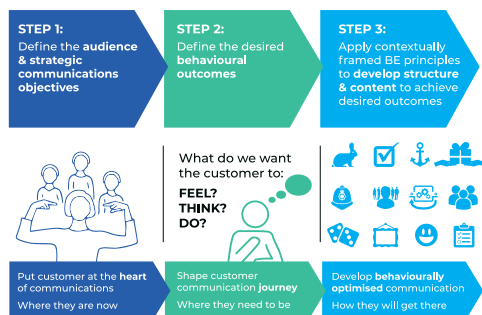 STEP 1:
Define the audience
& strategic
communications
objectives
STEP 2:
Define the desired
behavioural
outcomes
STEP 3:
Apply contextually
framed BE principles
to develop structure
& content to achieve
desired outcomes
What do we want
the customer to:
FEEL?
THINK?
DO?
Put customer at the heart
of communications
Where they are now
Shape customer
communication journey
Where they need to be
Develop behaviourally
optimised communication
How they will get there